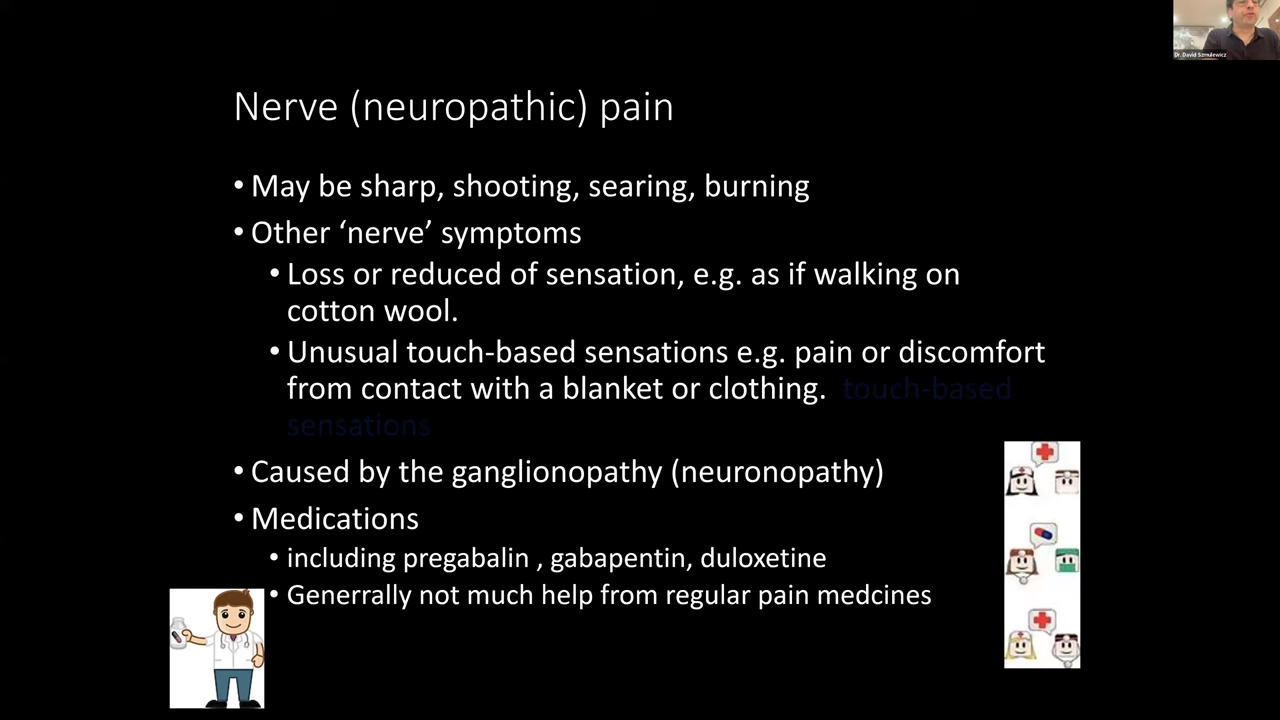 Dr. David Szmulewicz
Nerve (neuropathic) pain
• May be sharp, shooting, searing, burning
• Other ‘nerve’ symptoms
• Loss or reduced of sensation, e.g. as if walking on
cotton wool.
• Unusual touch-based sensations e.g. pain or discomfort
from contact with a blanket or clothing. touch-based
sensations
• Caused by the ganglionopathy (neuronopathy)
• Medications
• including pregabalin , gabapentin, duloxetine
• Generrally not much help from regular pain medcines